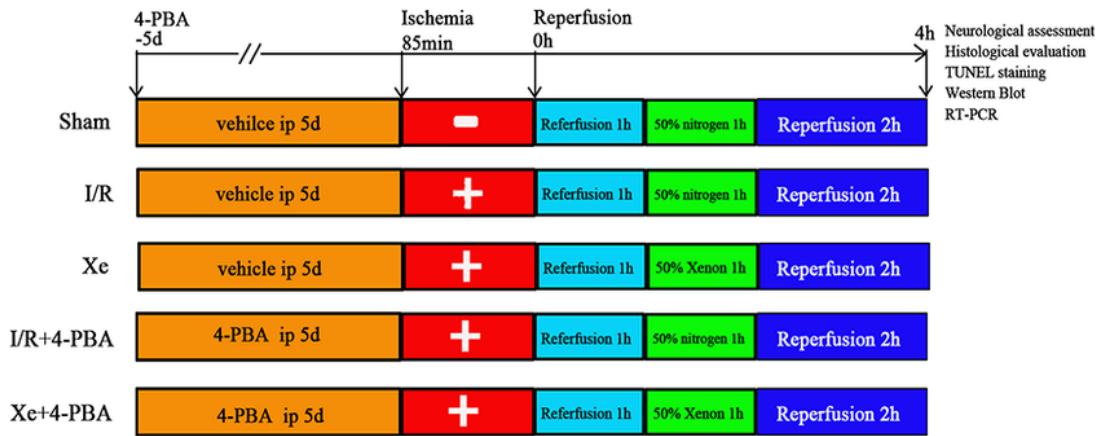 4-PBA
-5d
Ischemia
85min
Reperfusion
0h
4h
Neurological assessment
Histological evaluation
TUNEL staining
Western Blot
RT-PCR
Sham
vehilce ip 5d
-
Referfusion 1h
50% nitrogen 1h
Reperfusion 2h
I/R
vehicle ip 5d
+
Referfusion 1h
50% nitrogen 1h
Reperfusion 2h
Xe
vehicle ip 5d
+
Referfusion 1h
50% Xenon 1h
Reperfusion 2h
I/R+4-PBA
4-PBA ip 5d
+
Referfusion 1h
50% nitrogen 1h
Reperfusion 2h
Xe+4-PBA
4-PBA ip 5d
+
Referfusion 1h
50% Xenon 1h
Reperfusion 2h